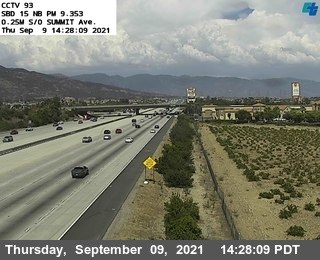 CCTV 93
SBD 15 NB PM 9.353
0.25M S/O SUMMIT Ave.
Thu Sep 9 14:28:09 2021
Thursday, September 09, 2021 14:28:09 PDT